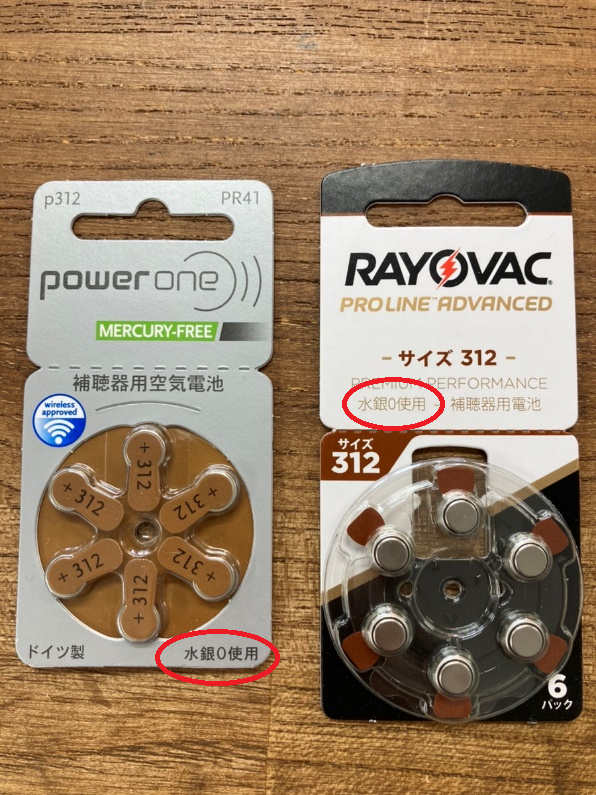 p312 PR41
power one
MERCURY-FREE
補聴器用空気電池
wireless
approved
+ 312
+ 312
+ 312
+ 312
+ 312
+ 312
ドイツ製 水銀0使用
RAYOVAC
PROLINE™ ADVANCED
- サイズ 312 -
PREMIUM PERFORMANCE
水銀0使用 - 補聴器用電池
サイズ
312
6
パック